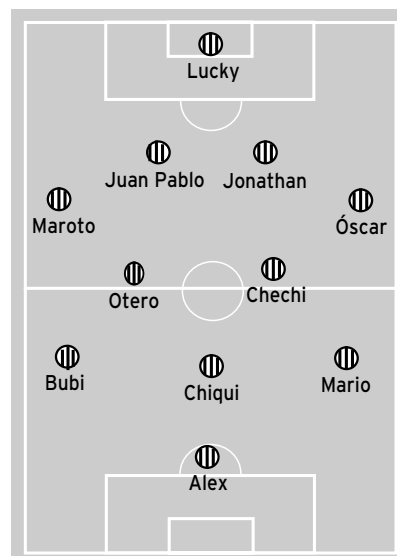 Lucky
Juan Pablo Jonathan
Maroto Óscar
Otero Chechi
Bubi Chiqui Mario
Alex